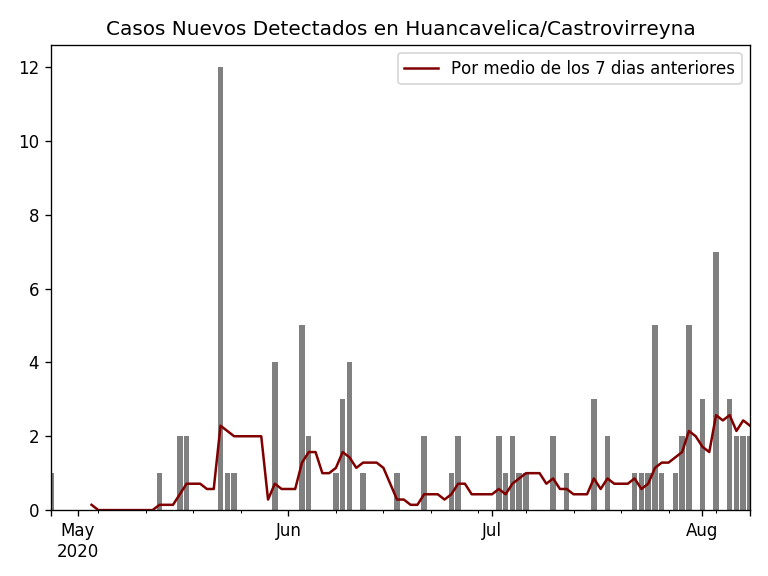 Casos Nuevos Detectados en Huancavelica/Castrovirreyna
Por medio de los 7 dias anteriores
12
10
8
6
4
2
0
May
2020
Jun
Jul
Aug